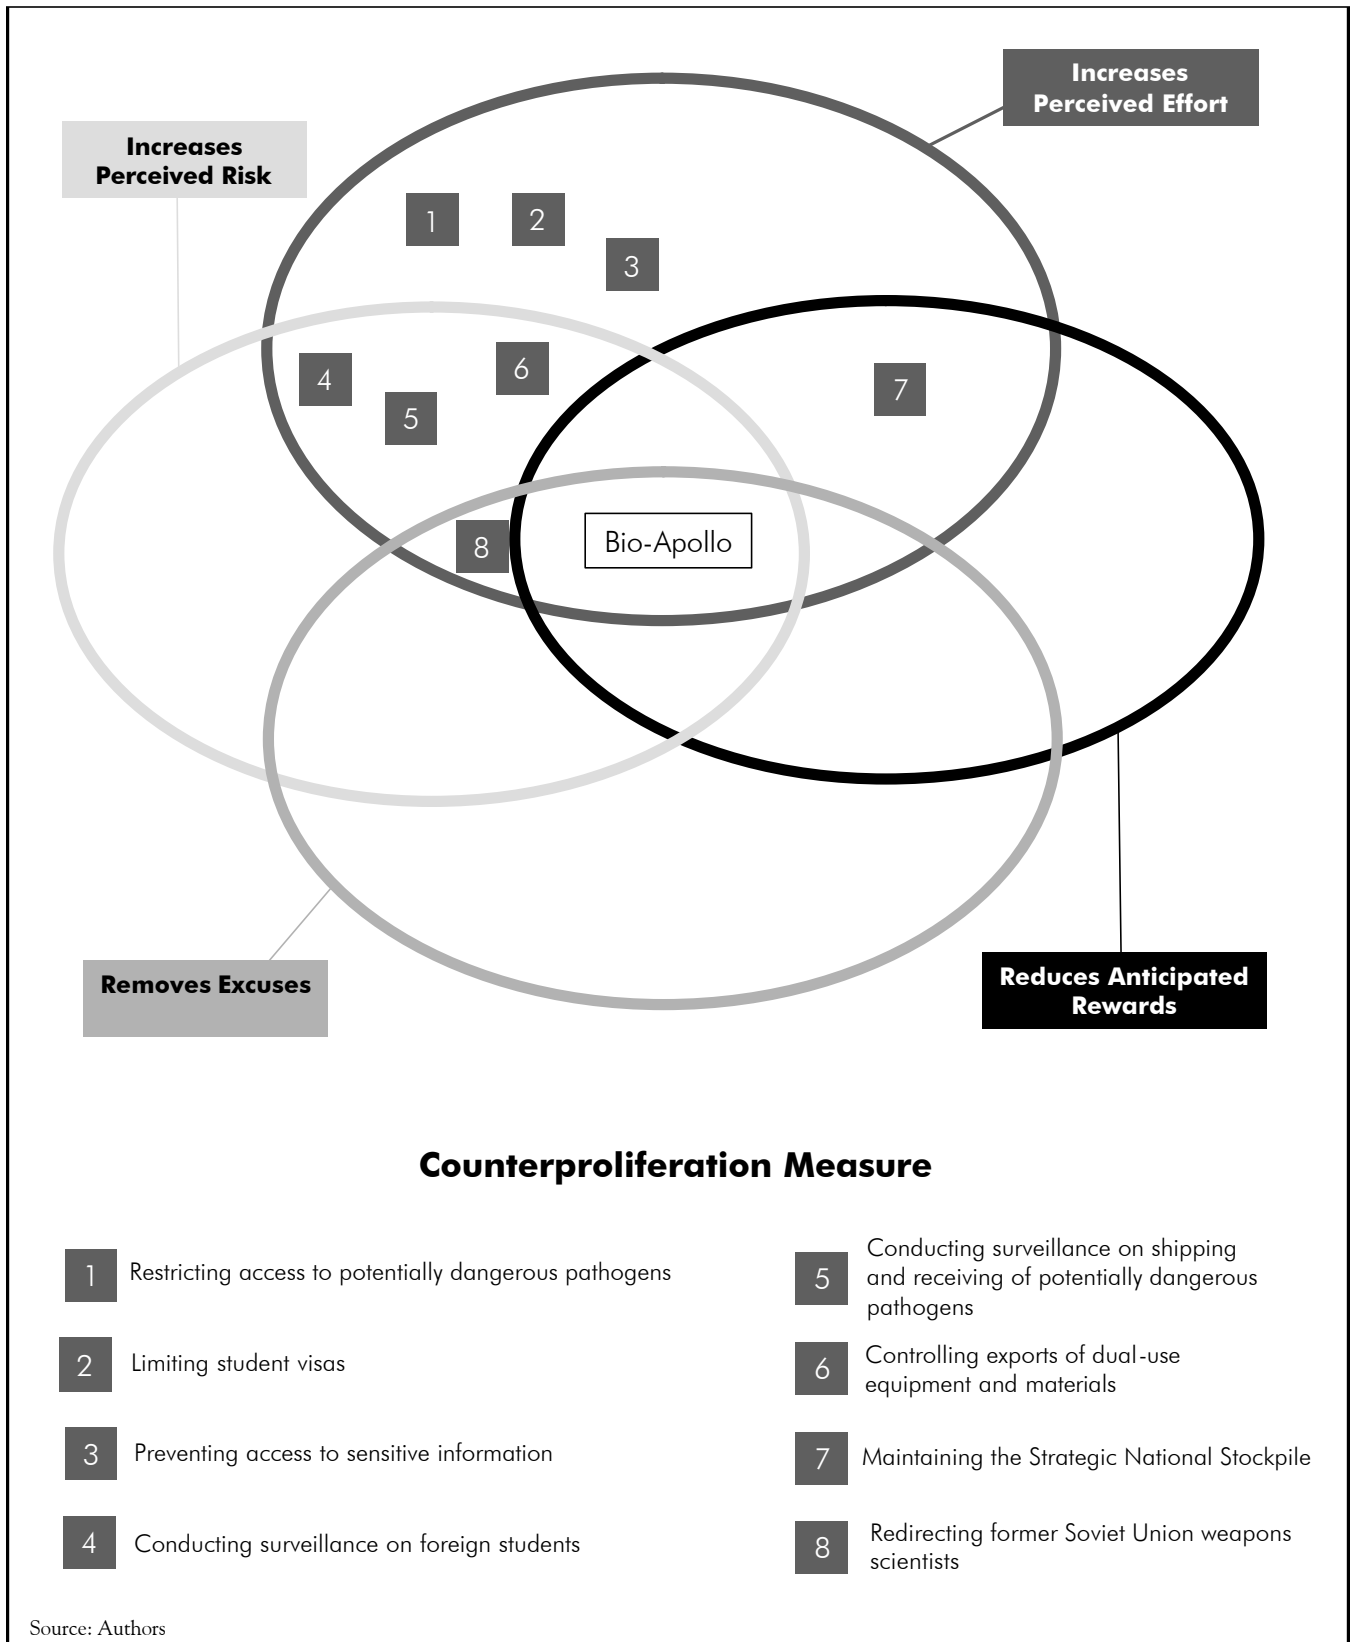 Increases
Perceived Effort
Increases
Perceived Risk
1
2
3
4
5
6
7
8
Bio-Apollo
Removes Excuses
Reduces Anticipated
Rewards
Counterproliferation Measure
1 Restricting access to potentially dangerous pathogens
2 Limiting student visas
3 Preventing access to sensitive information
4 Conducting surveillance on foreign students
5 Conducting surveillance on shipping
and receiving of potentially dangerous
pathogens
6 Controlling exports of dual-use
equipment and materials
7 Maintaining the Strategic National Stockpile
8 Redirecting former Soviet Union weapons
scientists
Source: Authors